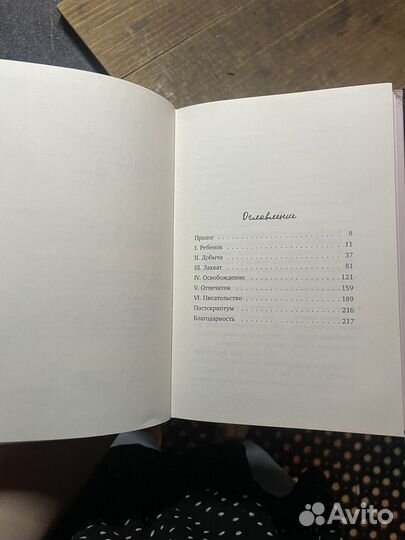 Оглавление
Пролог . . . . . . . . . . . . . . . . . . . . 8
I. Ребенок . . . . . . . . . . . . . . . . . . 11
II. Добыча . . . . . . . . . . . . . . . . . . 37
III. Захват . . . . . . . . . . . . . . . . . . 81
IV. Освобождение . . . . . . . . . . . . . . 121
V. Отпечаток . . . . . . . . . . . . . . . . 159
VI. Писательство . . . . . . . . . . . . . . 189
Постскриптум . . . . . . . . . . . . . . . . 216
Благодарность . . . . . . . . . . . . . . . 217
Avito